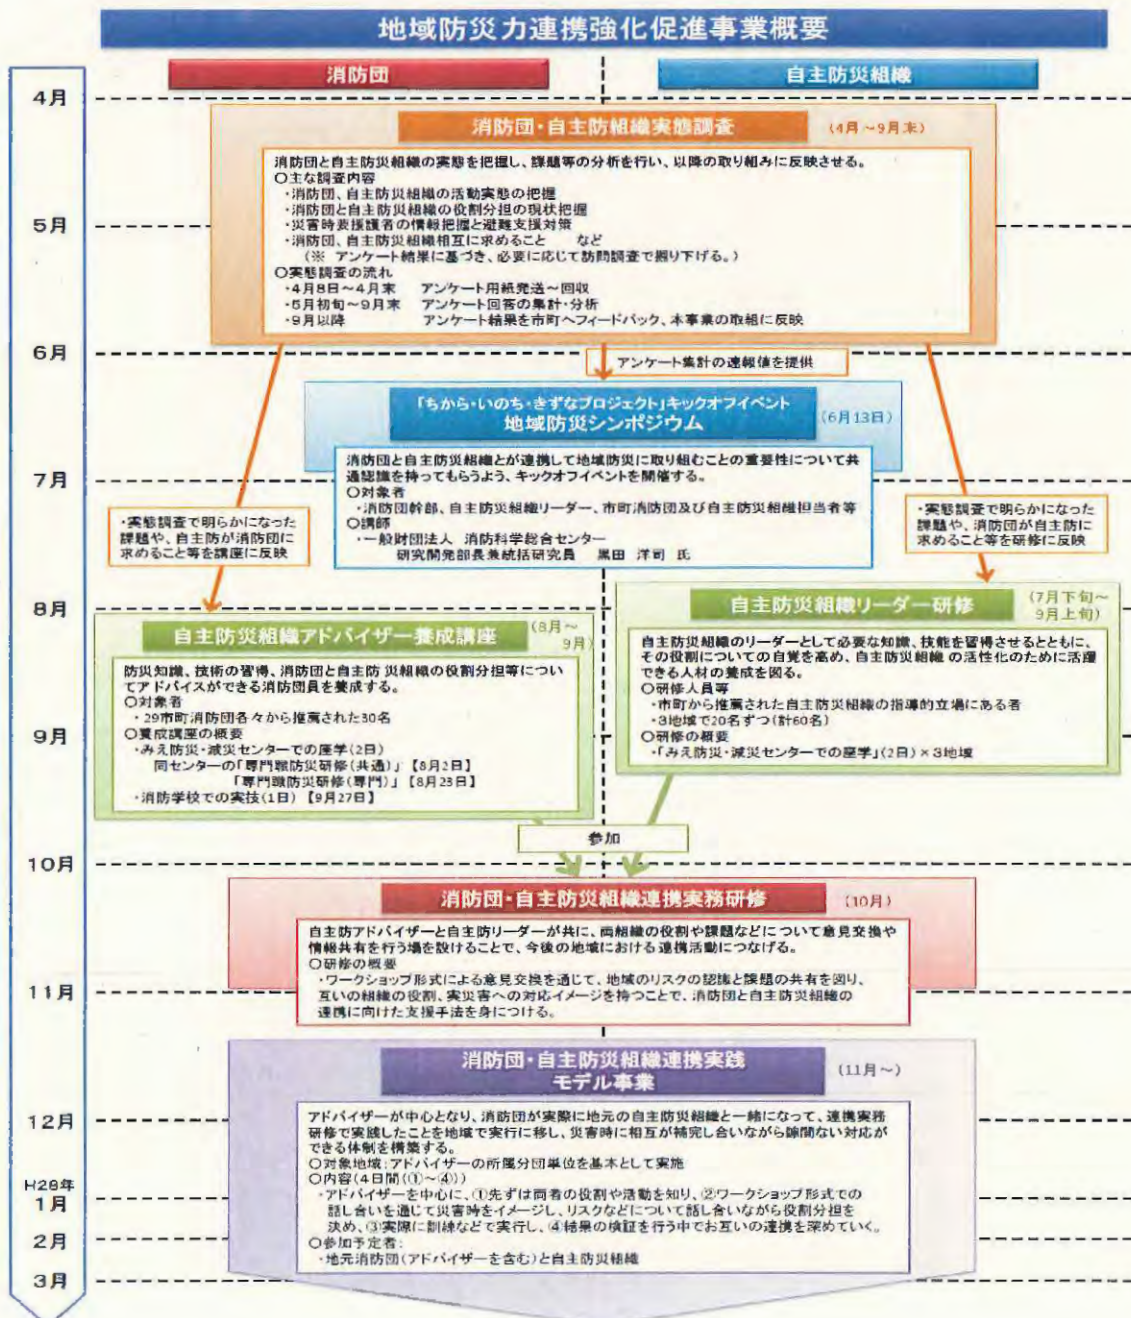 地域防災力連携強化促進事業概要
消防団
自主防災組織
4月
5月
6月
7月
8月
9月
10月
11月
12月
H28年
1月
2月
3月
消防団・自主防組織実態調査
(4月～9月末)
消防団と自主防災組織の実態を把握し、課題等の分析を行い、以降の取り組みに反映させる。
○主な調査内容
・消防団、自主防災組織の活動実態の把握
・消防団と自主防災組織の役割分担の現状把握
・災害時要援護者の情報把握と避難支援対策
・消防団、自主防災組織相互に求めること など
(※ アンケート結果に基づき、必要に応じて訪問調査で掘り下げる。)
○実態調査の流れ
・4月8日～4月末 アンケート用紙発送～回収
・5月初旬～9月末 アンケート回答の集計・分析
・9月以降 アンケート結果を市町へフィードバック、本事業の取組に反映
アンケート集計の速報値を提供
「ちから・いのち・きずなプロジェクト」キックオフイベント
地域防災シンポジウム
(6月13日)
消防団と自主防災組織とが連携して地域防災に取り組むことの重要性について共
通認識を持ってもらうよう、キックオフイベントを開催する。
○対象者
・消防団幹部、自主防災組織リーダー、市町消防団及び自主防災組織担当者等
○講師
・一般財団法人 消防科学総合センター
研究開発部長兼統括研究員 黒田 洋司 氏
・実態調査で明らかになった
課題や、自主防が消防団に
求めること等を講座に反映
・実態調査で明らかになった
課題や、消防団が自主防に
求めること等を研修に反映
自主防災組織アドバイザー養成講座
(8月～
9月)
防災知識、技術の習得、消防団と自主防災組織の役割分担等につい
てアドバイスができる消防団員を養成する。
○対象者
・29市町消防団各々から推薦された30名
○養成講座の概要
・みえ防災・減災センターでの座学(2日)
同センターの「専門職防災研修(共通)」【8月2日】
「専門職防災研修(専門)」【8月23日】
・消防学校での実技(1日)【9月27日】
自主防災組織リーダー研修
(7月下旬～
9月上旬)
自主防災組織のリーダーとして必要な知識、技能を習得させるとともに、
その役割についての自覚を高め、自主防災組織の活性化のために活躍
できる人材の養成を図る。
○研修人員等
・市町から推薦された自主防災組織の指導的立場にある者
・3地域で20名ずつ(計60名)
○研修の概要
・「みえ防災・減災センターでの座学」(2日)×3地域
参加
消防団・自主防災組織連携実務研修
(10月)
自主防アドバイザーと自主防リーダーが共に、両組織の役割や課題などについて意見交換や
情報共有を行う場を設けることで、今後の地域における連携活動につなげる。
○研修の概要
・ワークショップ形式による意見交換を通じて、地域のリスクの認識と課題の共有を図り、
互いの組織の役割、実災害への対応イメージを持つことで、消防団と自主防災組織の
連携に向けた支援手法を身につける。
消防団・自主防災組織連携実践
モデル事業
(11月～)
アドバイザーが中心となり、消防団が実際に地元の自主防災組織と一緒になって、連携実務
研修で実践したことを地域で実行に移し、災害時に相互が補完し合いながら隙間ない対応が
できる体制を構築する。
○対象地域:アドバイザーの所属分団単位を基本として実施
○内容(4日間(①～④))
・アドバイザーを中心に、①先ずは両者の役割や活動を知り、②ワークショップ形式での
話し合いを通じて災害時をイメージし、リスクなどについて話し合いながら役割分担を
決め、③実際に訓練などで実行し、④結果の検証を行う中でお互いの連携を深めていく。
○参加予定者:
・地元消防団(アドバイザーを含む)と自主防災組織